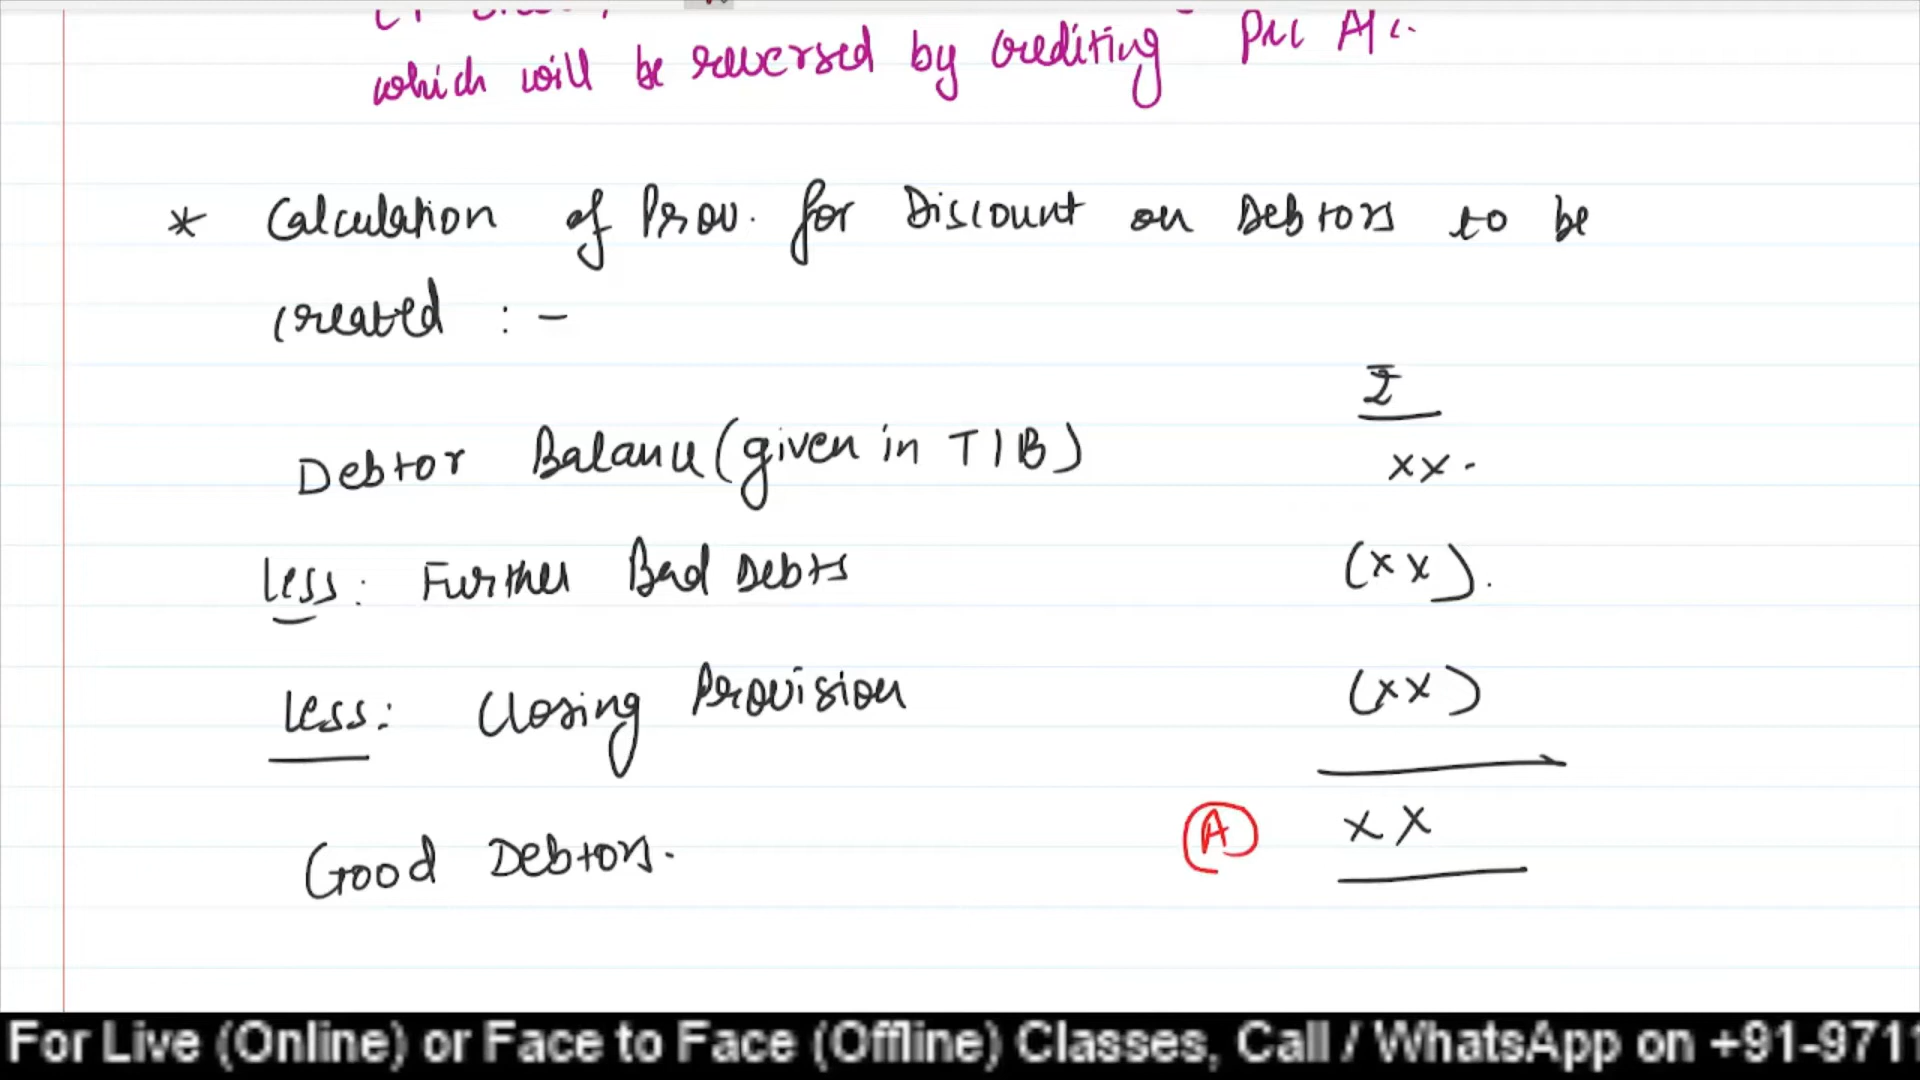 which will be reversed by crediting P&L A/c.
* Calculation of Prov. for Discount on Debtors to be
created : -
₹
Debtor Balance (given in T/B) xx.
Less: Further Bad Debts (xx).
Less: Closing Provision (xx)
Good Debtors. A xx
For Live (Online) or Face to Face (Offline) Classes, Call / WhatsApp on +91-9711